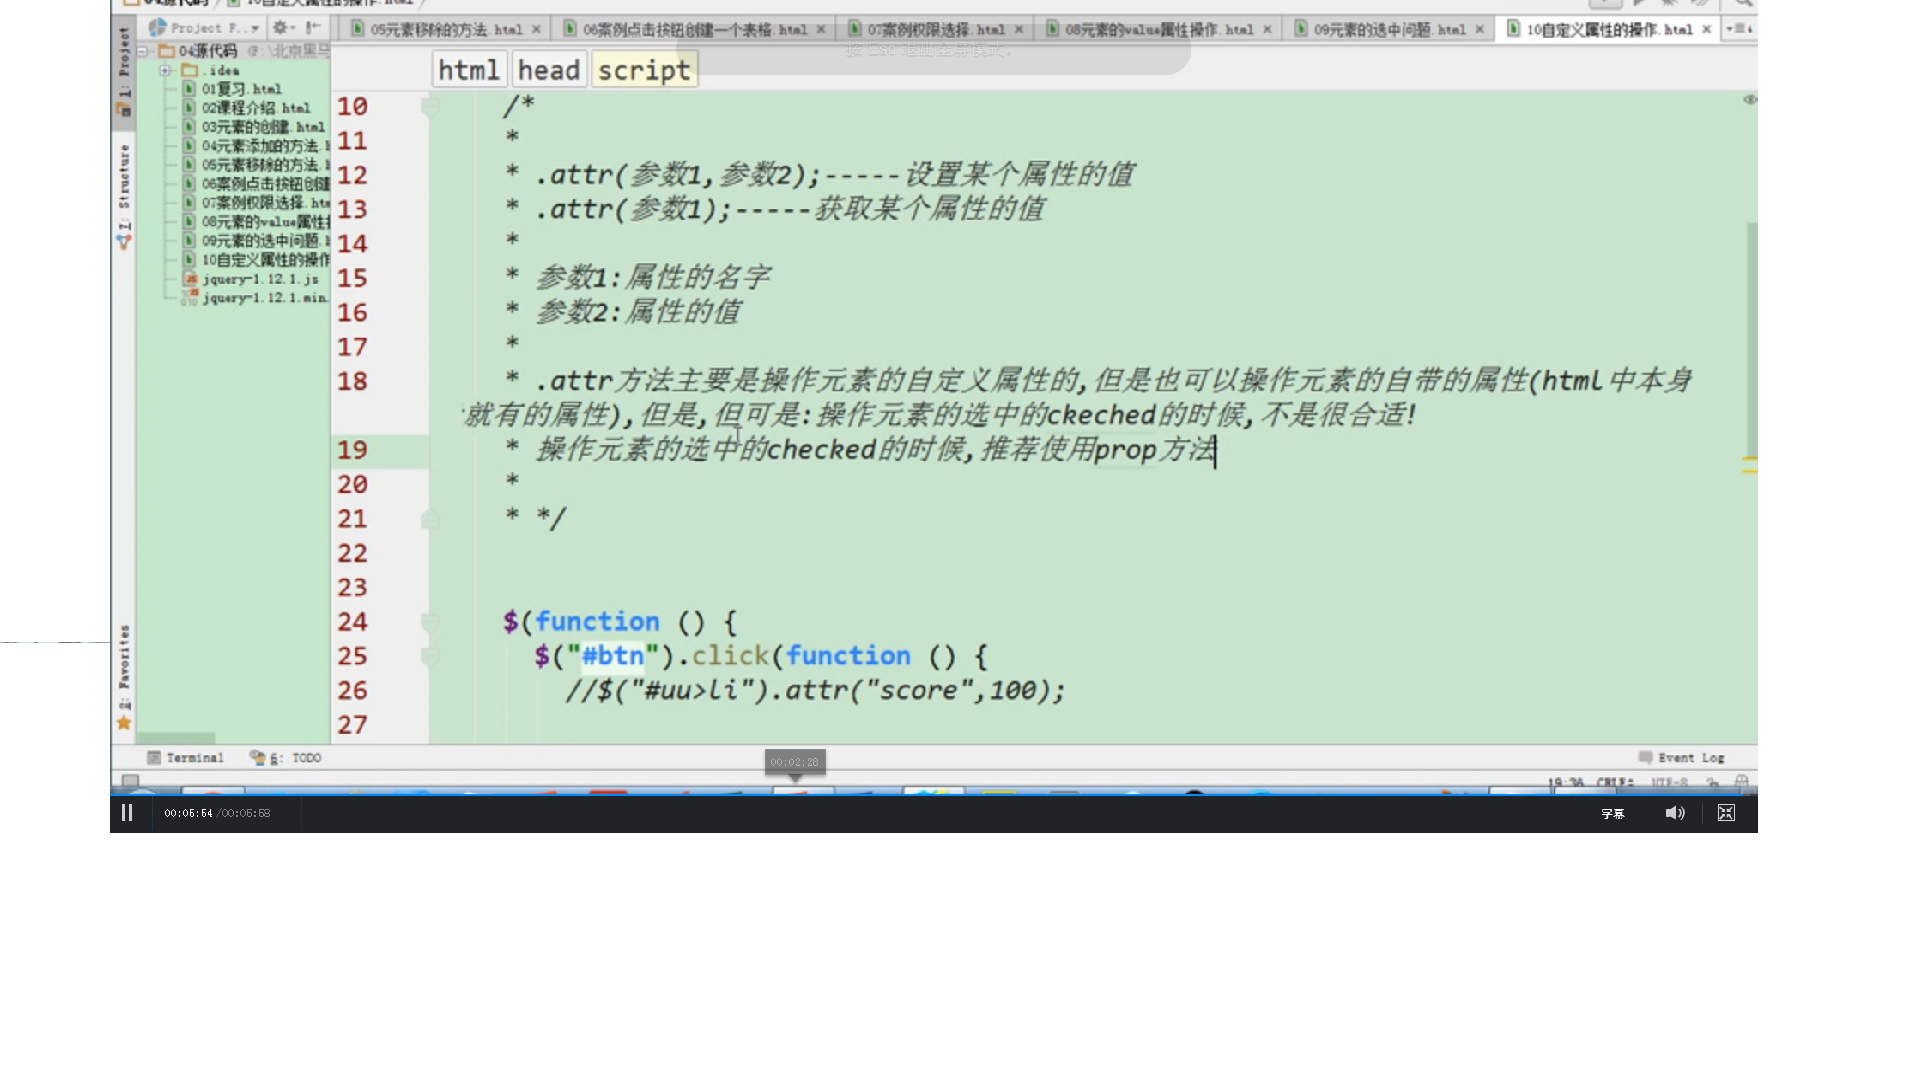 Project F..
05元素移除的方法.html
06案例点击按钮创建一个表格.html
07案例权限选择.html
08元素的value属性操作.html
09元素的选中问题.html
10自定义属性的操作.html
按 Esc 退出全屏模式。
1: Project
Z: Structure
2: Favorites
04源代码
.idea
01复习.html
02课程介绍.html
03元素的创建.html
04元素添加的方法.h
05元素移除的方法.
06案例点击按钮创建
07案例权限选择.htm
08元素的value属性
09元素的选中问题.
10自定义属性的操作
jquery-1.12.1.js
jquery-1.12.1.min.
html head script
10 /*
11 *
12 * .attr(参数1,参数2);-----设置某个属性的值
13 * .attr(参数1);-----获取某个属性的值
14 *
15 * 参数1:属性的名字
16 * 参数2:属性的值
17 *
18 * .attr方法主要是操作元素的自定义属性的,但是也可以操作元素的自带的属性(html中本身
就有的属性),但是,但可是:操作元素的选中的ckeched的时候,不是很合适!
19 * 操作元素的选中的checked的时候,推荐使用prop方法
20 *
21 * */
22
23
24 $(function () {
25 $("#btn").click(function () {
26 //$("#uu>li").attr("score",100);
27
Terminal
6: TODO
Event Log
00:02:28
19:36 CRLF: UTF-8
00:05:54/00:05:58
字幕